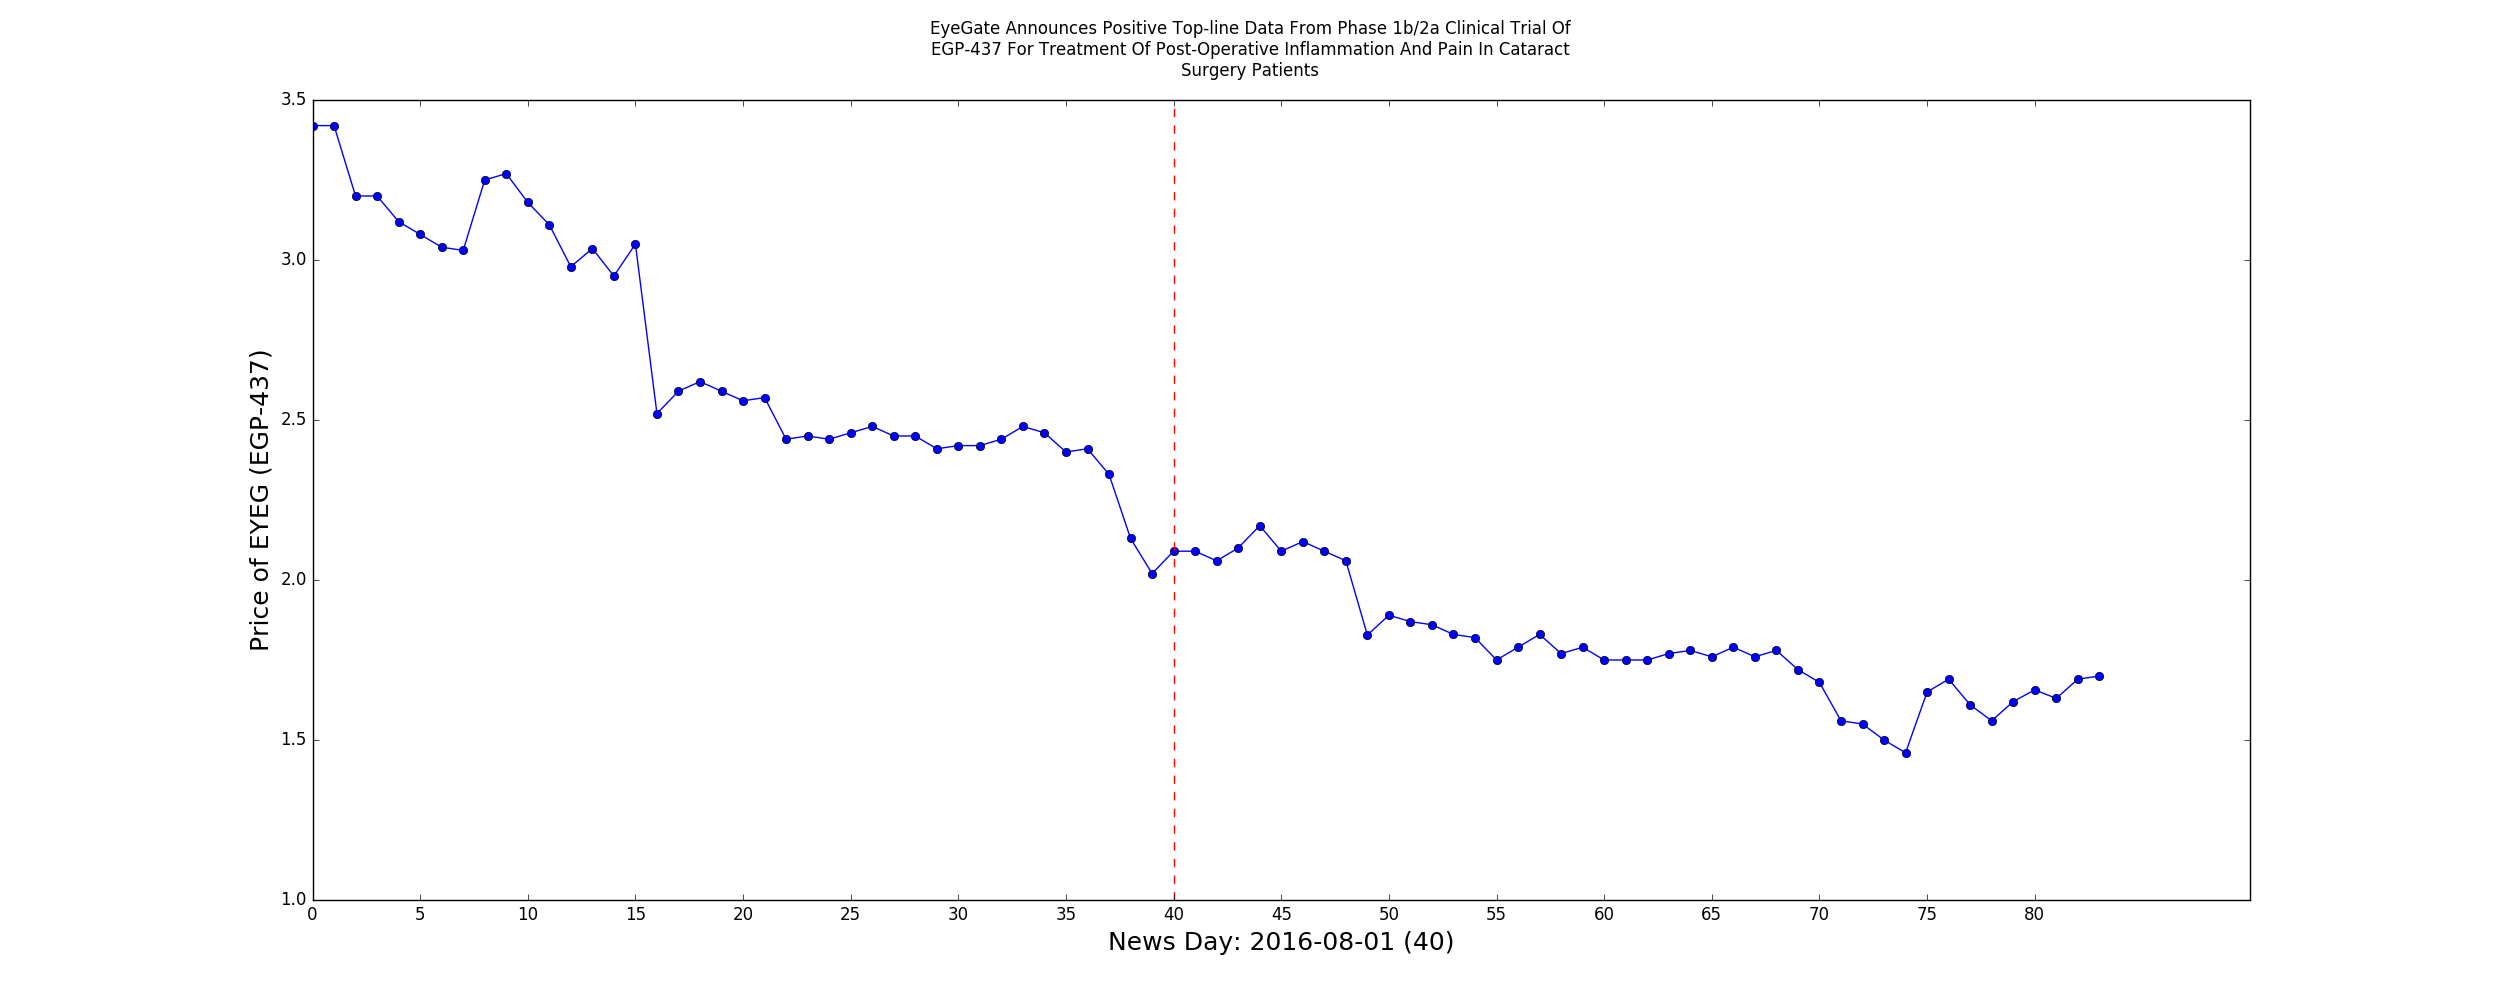 EyeGate Announces Positive Top-line Data From Phase 1b/2a Clinical Trial Of
EGP-437 For Treatment Of Post-Operative Inflammation And Pain In Cataract
Surgery Patients
3.5
3.0
2.5
2.0
1.5
1.0
Price of EYEG (EGP-437)
0 5 10 15 20 25 30 35 40 45 50 55 60 65 70 75 80
News Day: 2016-08-01 (40)